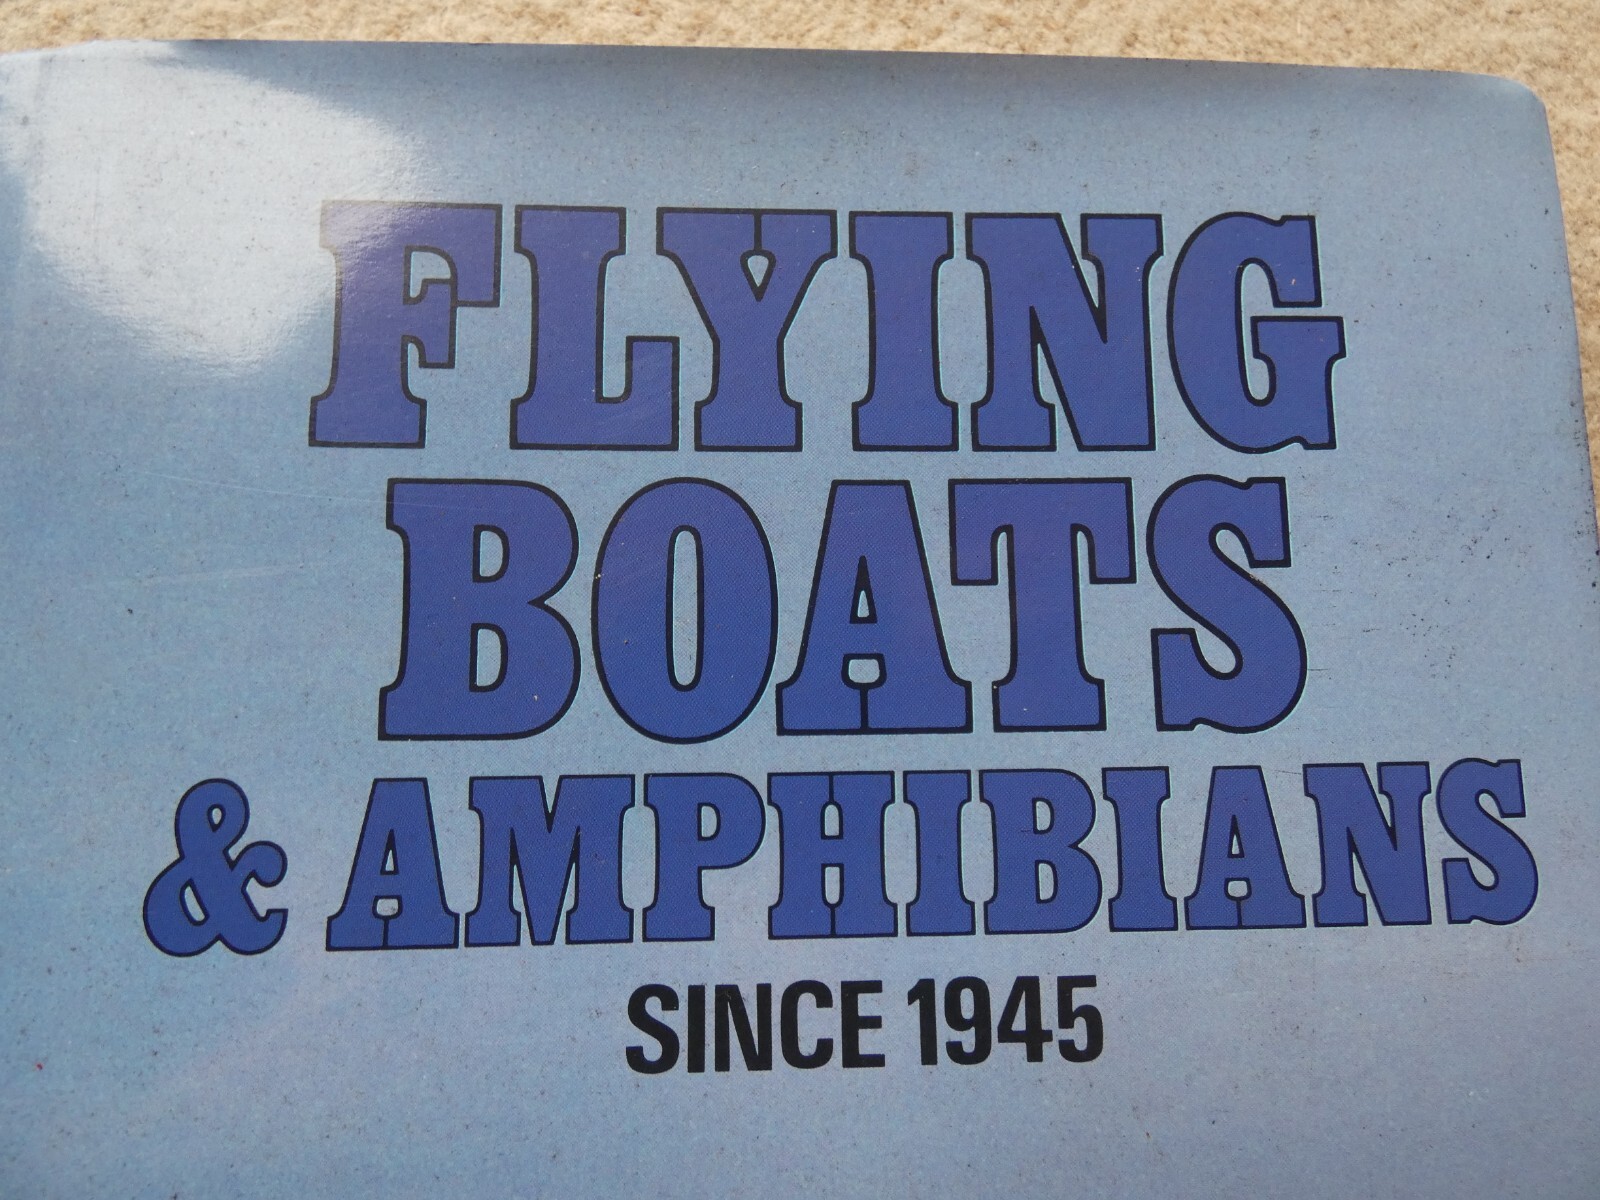 FLYING
BOATS
& AMPHIBIANS
SINCE 1945